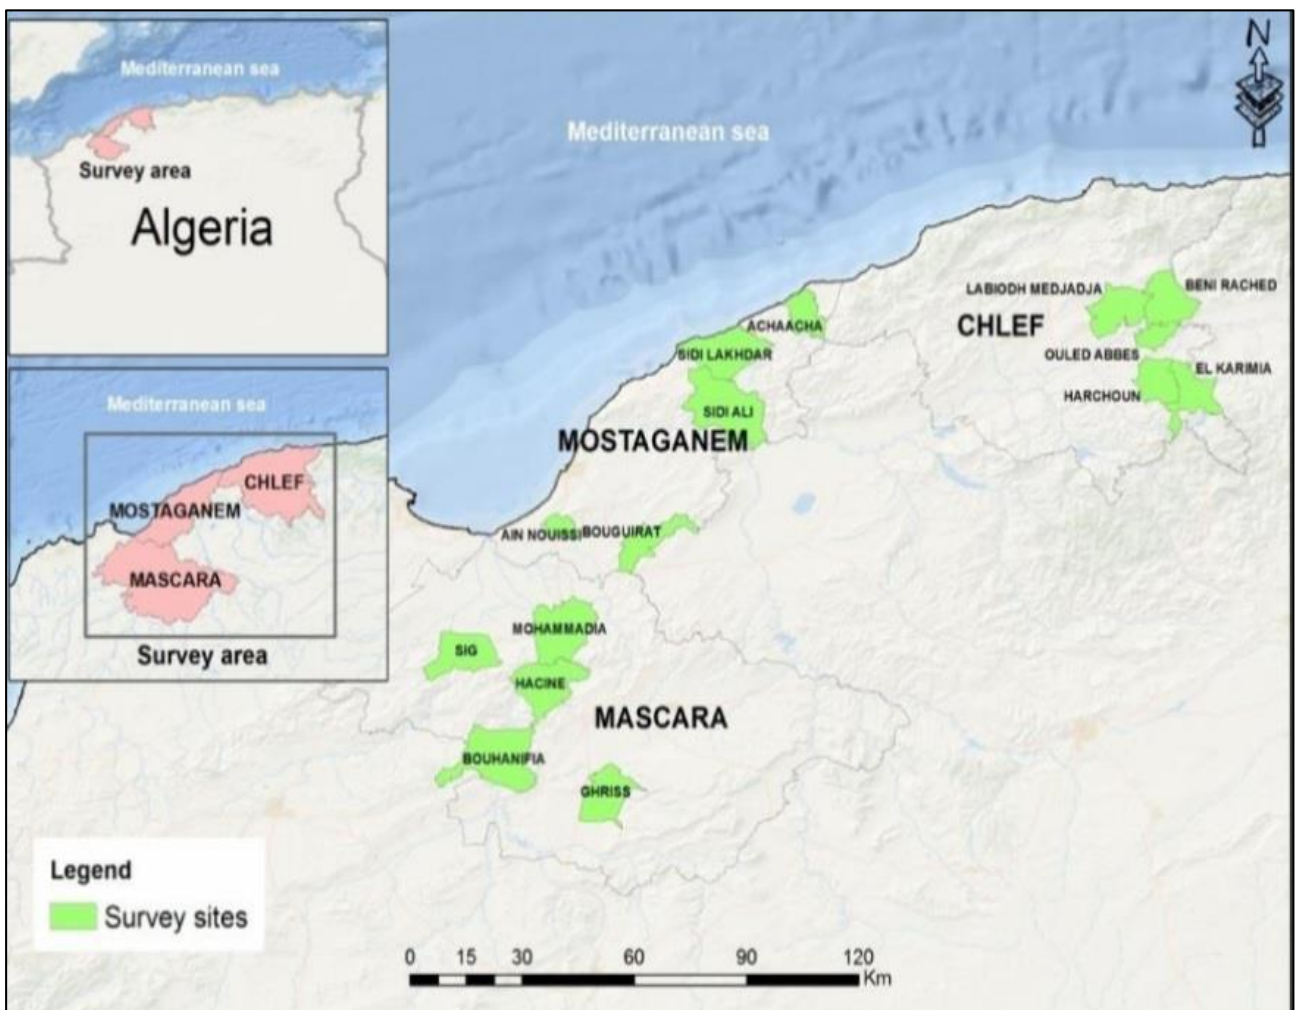 Mediterranean sea
Survey area
Algeria
Mediterranean sea
CHLEF
MOSTAGANEM
MASCARA
Survey area
N
Mediterranean sea
LABIODH MEDJADJA
BENI RACHED
CHLEF
ACHAACHA
SIDI LAKHDAR
OULED ABBES
EL KARIMIA
HARCHOUN
SIDI ALI
MOSTAGANEM
AIN NOUISSI
BOUGUIRAT
MOHAMMADIA
SIG
HACINE
MASCARA
BOUHANIFIA
GHRISS
Legend
Survey sites
0 15 30 60 90 120
Km